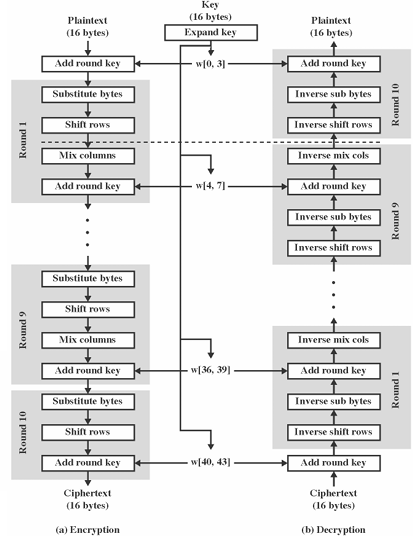 Plaintext
(16 bytes)
Key
(16 bytes)
Expand key
Plaintext
(16 bytes)
Add round key
w[0, 3]
Add round key
Round 1
Substitute bytes
Shift rows
Mix columns
Add round key
w[4, 7]
Inverse sub bytes
Inverse shift rows
Round 10
Inverse mix cols
Add round key
Inverse sub bytes
Inverse shift rows
Round 9
Round 9
Substitute bytes
Shift rows
Mix columns
Add round key
w[36, 39]
Inverse mix cols
Add round key
Inverse sub bytes
Inverse shift rows
Round 1
Round 10
Substitute bytes
Shift rows
Add round key
w[40, 43]
Add round key
Ciphertext
(16 bytes)
Ciphertext
(16 bytes)
(a) Encryption
(b) Decryption